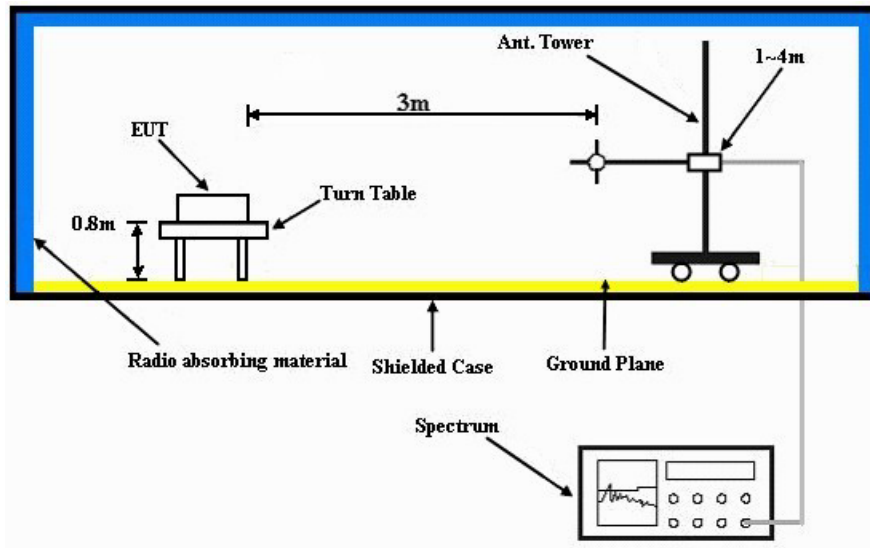 Ant. Tower
1~4m
3m
EUT
Turn Table
0.8m
Radio absorbing material
Shielded Case
Ground Plane
Spectrum